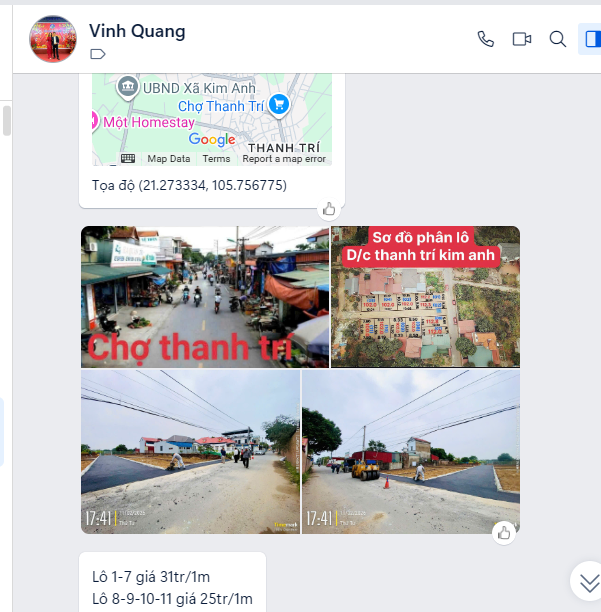 Vinh Quang
UBND Xã Kim Anh
Chợ Thanh Trí
Một Homestay
Google
THANH TRÍ
Map Data
Terms
Report a map error
Tọa độ (21.273334, 105.756775)
Chợ thanh trí
Sơ đồ phân lô
D/c thanh trí kim anh
17:41
17:41
Lô 1-7 giá 31tr/1m
Lô 8-9-10-11 giá 25tr/1m